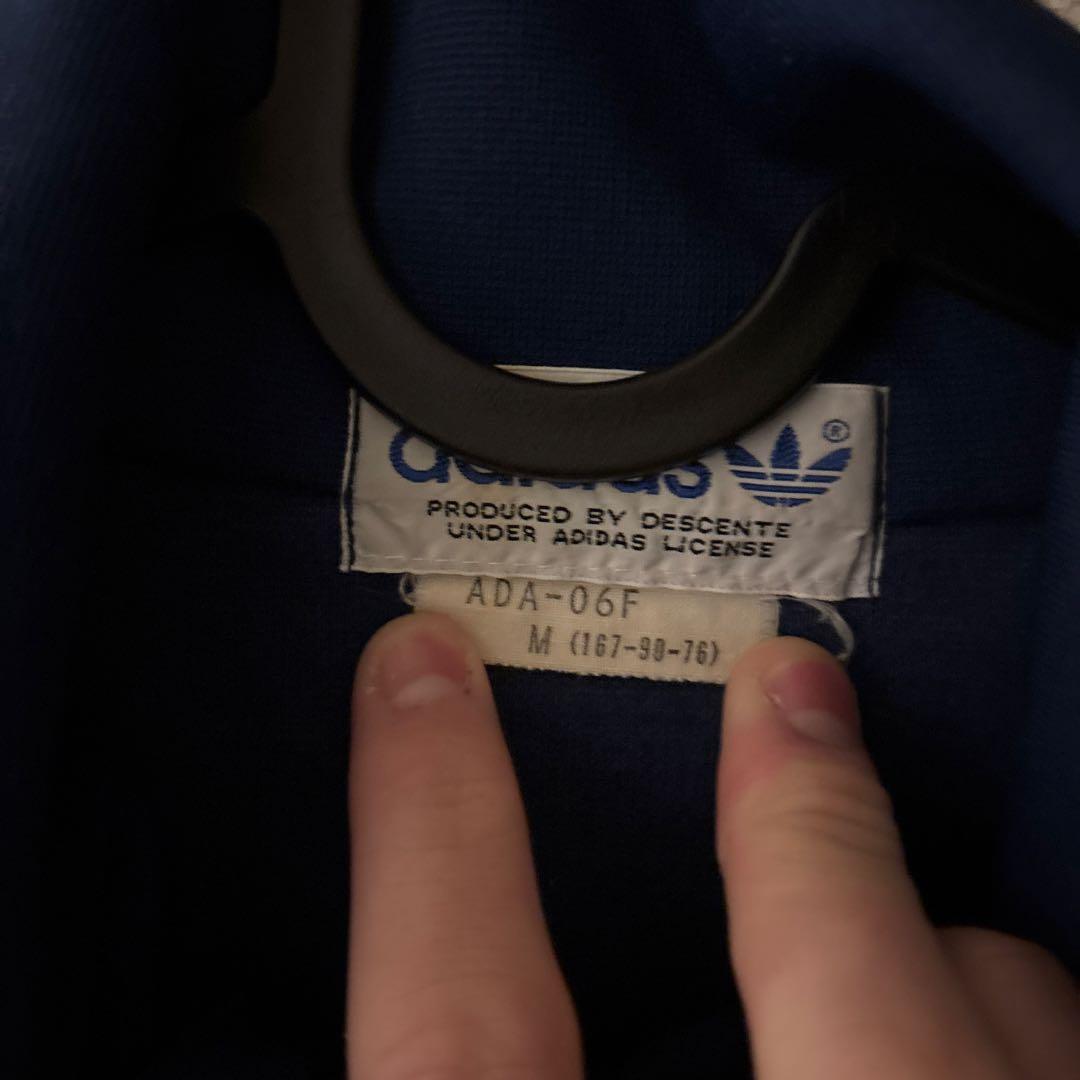 adidas ®
PRODUCED BY DESCENTE
UNDER ADIDAS LICENSE
ADA-06F
M (167-90-76)